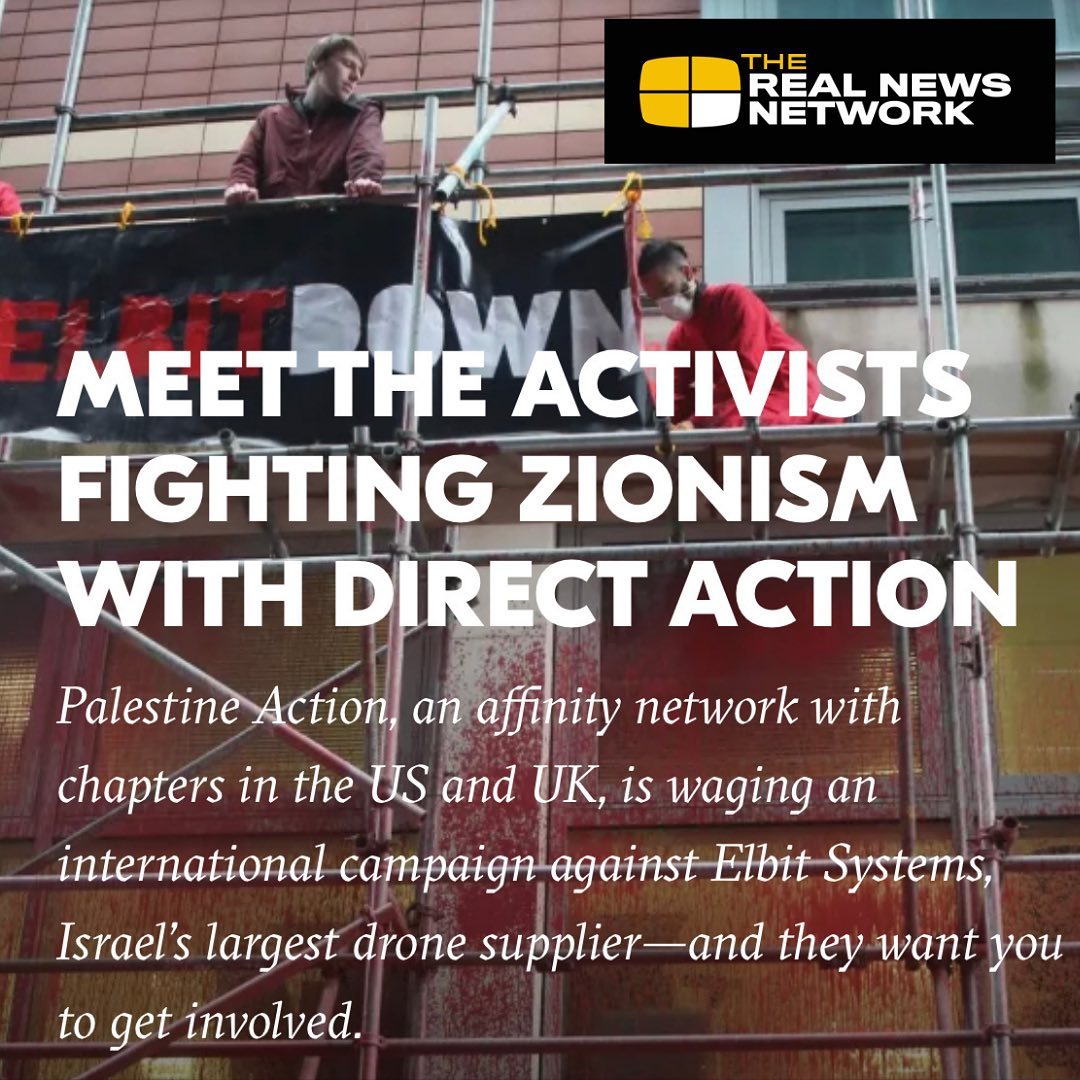 THE
REAL NEWS
NETWORK
ELBIT DOWN
MEET THE ACTIVISTS
FIGHTING ZIONISM
WITH DIRECT ACTION
Palestine Action, an affinity network with
chapters in the US and UK, is waging an
international campaign against Elbit Systems,
Israel’s largest drone supplier—and they want you
to get involved.